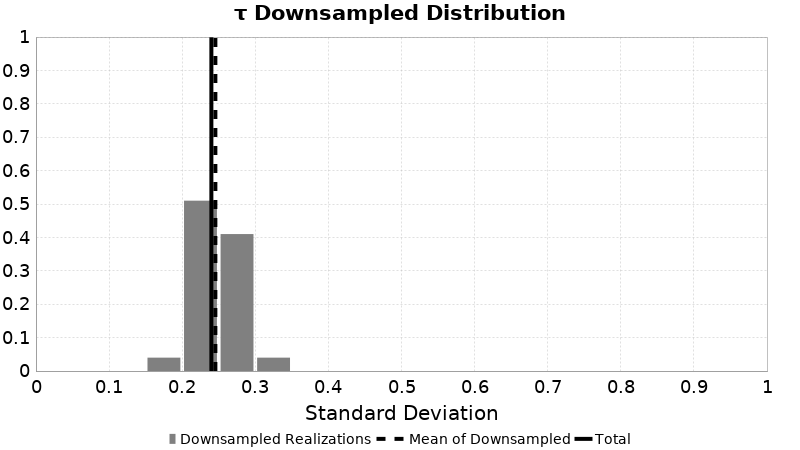 τ Downsampled Distribution
1
0.9
0.8
0.7
0.6
0.5
0.4
0.3
0.2
0.1
0
0 0.1 0.2 0.3 0.4 0.5 0.6 0.7 0.8 0.9 1
Standard Deviation
Downsampled Realizations Mean of Downsampled Total